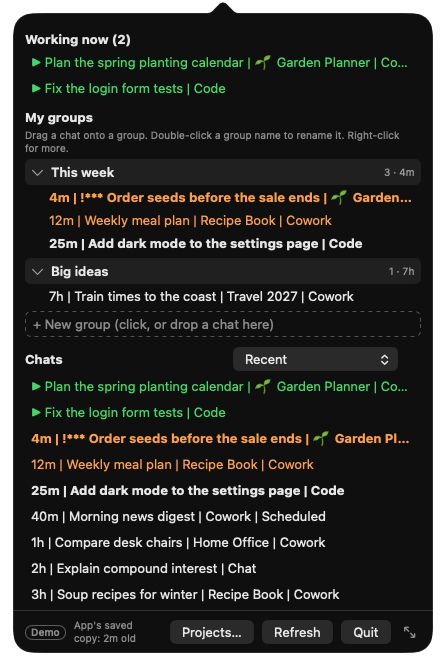 Working now (2)
▶ Plan the spring planting calendar | 🌱 Garden Planner | Co...
▶ Fix the login form tests | Code
My groups
Drag a chat onto a group. Double-click a group name to rename it. Right-click
for more.
This week 3 · 4m
4m | !*** Order seeds before the sale ends | 🌱 Garden...
12m | Weekly meal plan | Recipe Book | Cowork
25m | Add dark mode to the settings page | Code
Big ideas 1 · 7h
7h | Train times to the coast | Travel 2027 | Cowork
+ New group (click, or drop a chat here)
Chats Recent
▶ Plan the spring planting calendar | 🌱 Garden Planner | Co...
▶ Fix the login form tests | Code
4m | !*** Order seeds before the sale ends | 🌱 Garden Pl...
12m | Weekly meal plan | Recipe Book | Cowork
25m | Add dark mode to the settings page | Code
40m | Morning news digest | Cowork | Scheduled
1h | Compare desk chairs | Home Office | Cowork
2h | Explain compound interest | Chat
3h | Soup recipes for winter | Recipe Book | Cowork
Demo
App's saved
copy: 2m old
Projects... Refresh Quit